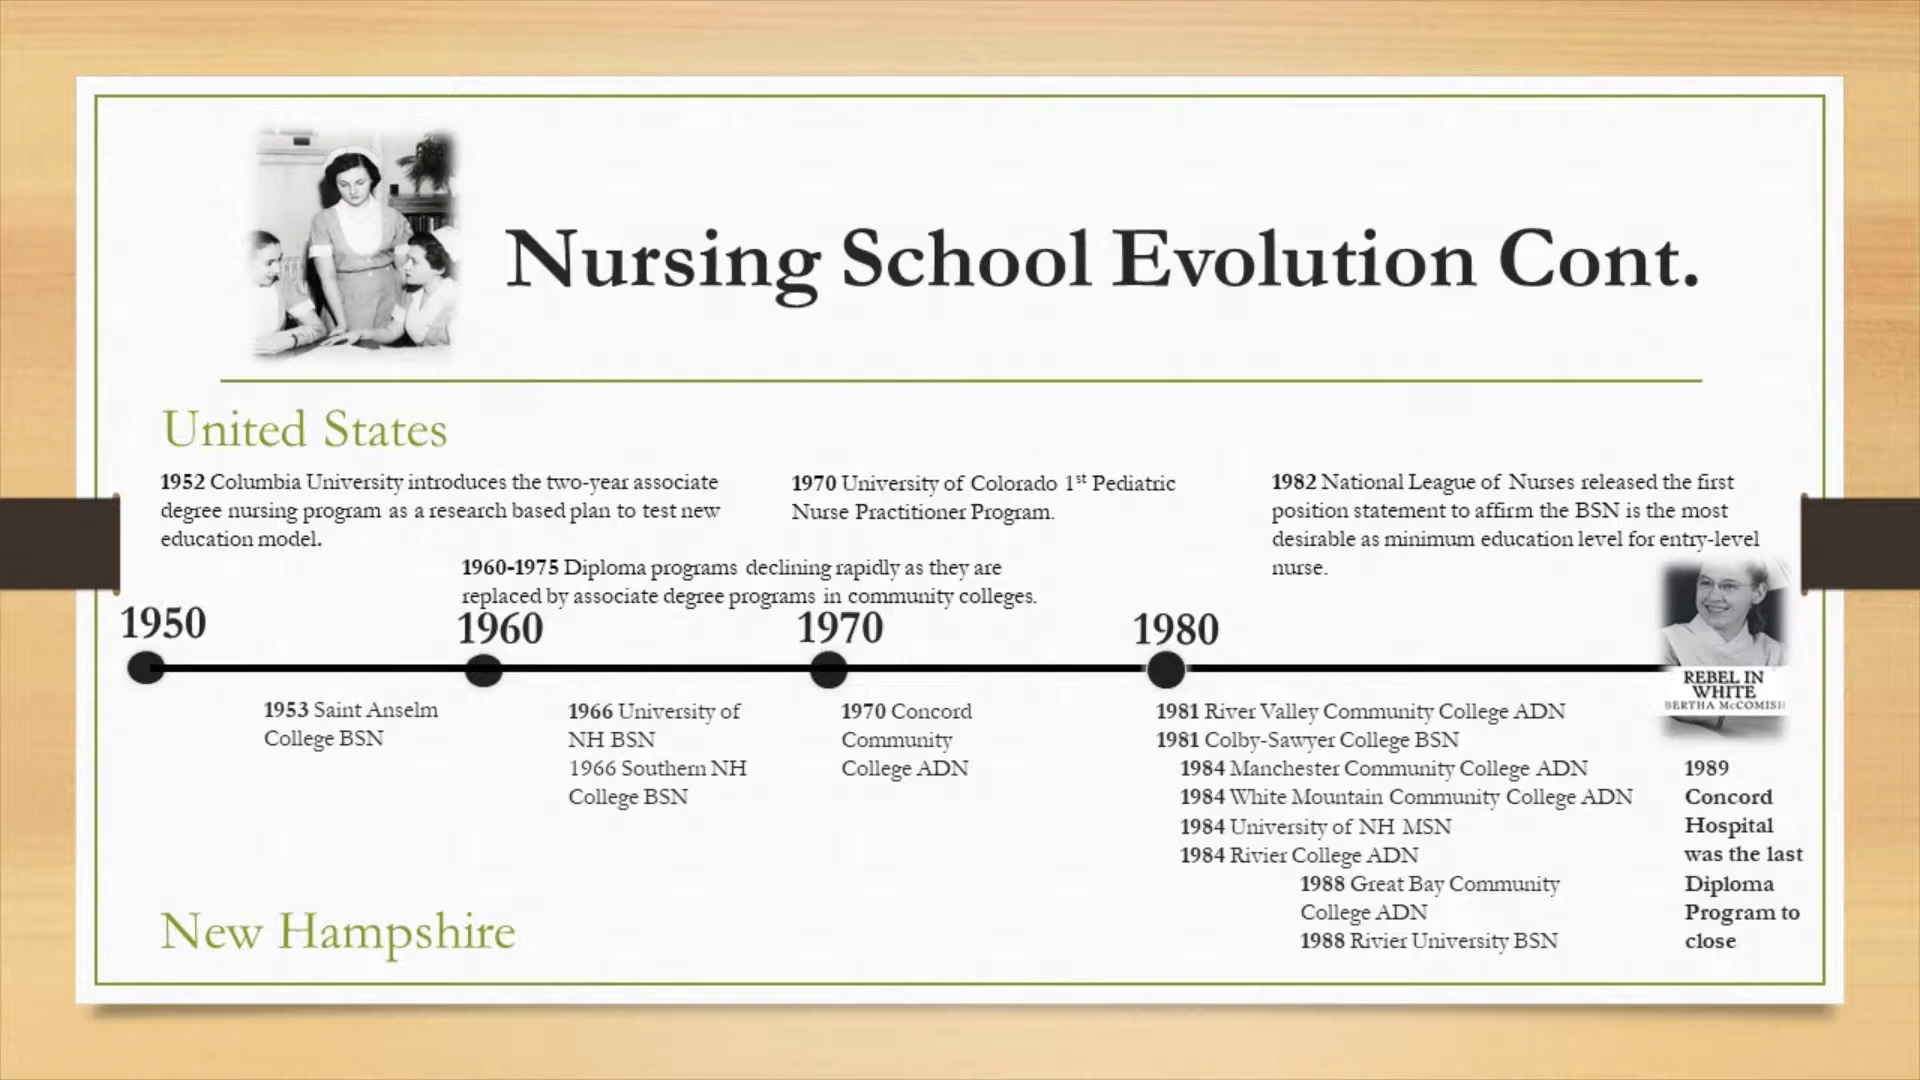 Nursing School Evolution Cont.
United States
1952 Columbia University introduces the two-year associate
degree nursing program as a research based plan to test new
education model.
1970 University of Colorado 1st Pediatric
Nurse Practitioner Program.
1982 National League of Nurses released the first
position statement to affirm the BSN is the most
desirable as minimum education level for entry-level
nurse.
1960-1975 Diploma programs declining rapidly as they are
replaced by associate degree programs in community colleges.
1950
1960
1970
1980
1953 Saint Anselm
College BSN
1966 University of
NH BSN
1966 Southern NH
College BSN
1970 Concord
Community
College ADN
1981 River Valley Community College ADN
1981 Colby-Sawyer College BSN
1984 Manchester Community College ADN
1984 White Mountain Community College ADN
1984 University of NH MSN
1984 Rivier College ADN
1988 Great Bay Community
College ADN
1988 Rivier University BSN
REBEL IN
WHITE
BERTHA McCOMISH
1989
Concord
Hospital
was the last
Diploma
Program to
close
New Hampshire